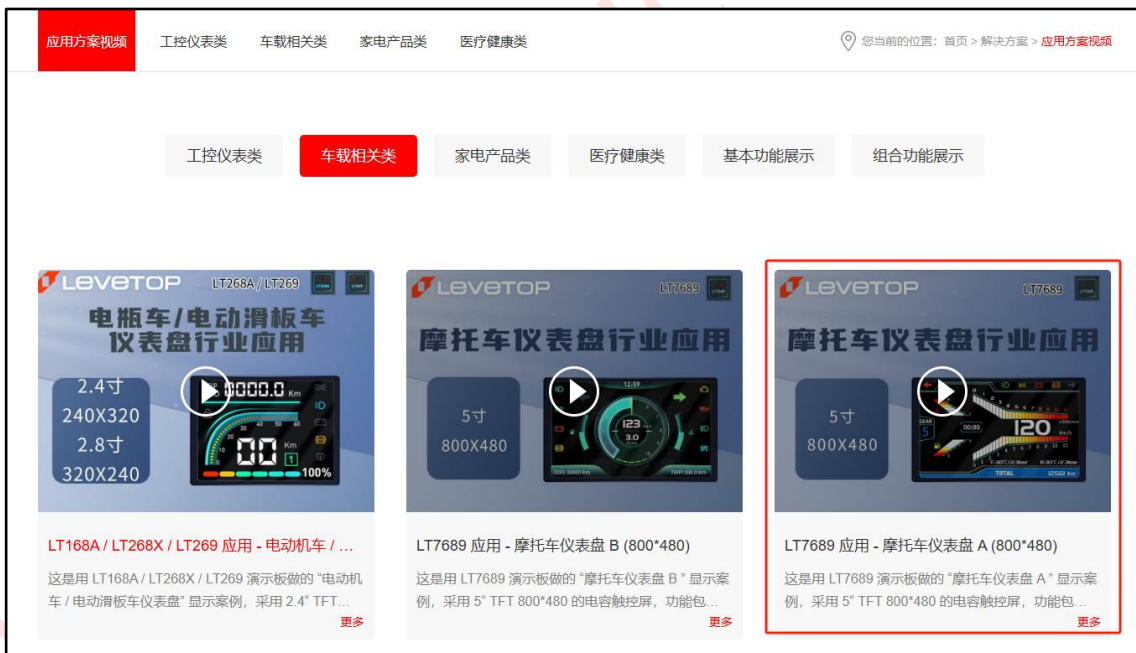 应用方案视频 工控仪表类 车载相关类 家电产品类 医疗健康类 您当前的位置：首页 > 解决方案 > 应用方案视频
工控仪表类 车载相关类 家电产品类 医疗健康类 基本功能展示 组合功能展示
LEVETOP LT268A/LT269
电瓶车/电动滑板车
仪表盘行业应用
2.4寸
240X320
2.8寸
320X240
0000.0 Km
00 Km
1
100%
LT168A / LT268X / LT269 应用 - 电动机车 / ...
这是用 LT168A / LT268X / LT269 演示板做的 “电动机
车 / 电动滑板车仪表盘” 显示案例，采用 2.4“ TFT...
更多
LEVETOP LT7689
摩托车仪表盘行业应用
5寸
800X480
12:59
123
3.0
LT7689 应用 - 摩托车仪表盘 B (800*480)
这是用 LT7689 演示板做的 “摩托车仪表盘 B ” 显示案
例，采用 5“ TFT 800*480 的电容触控屏，功能包...
更多
LEVETOP LT7689
摩托车仪表盘行业应用
5寸
800X480
GEAR
5
00:00
120
TOTAL
LT7689 应用 - 摩托车仪表盘 A (800*480)
这是用 LT7689 演示板做的 “摩托车仪表盘 A ” 显示案
例，采用 5“ TFT 800*480 的电容触控屏，功能包...
更多